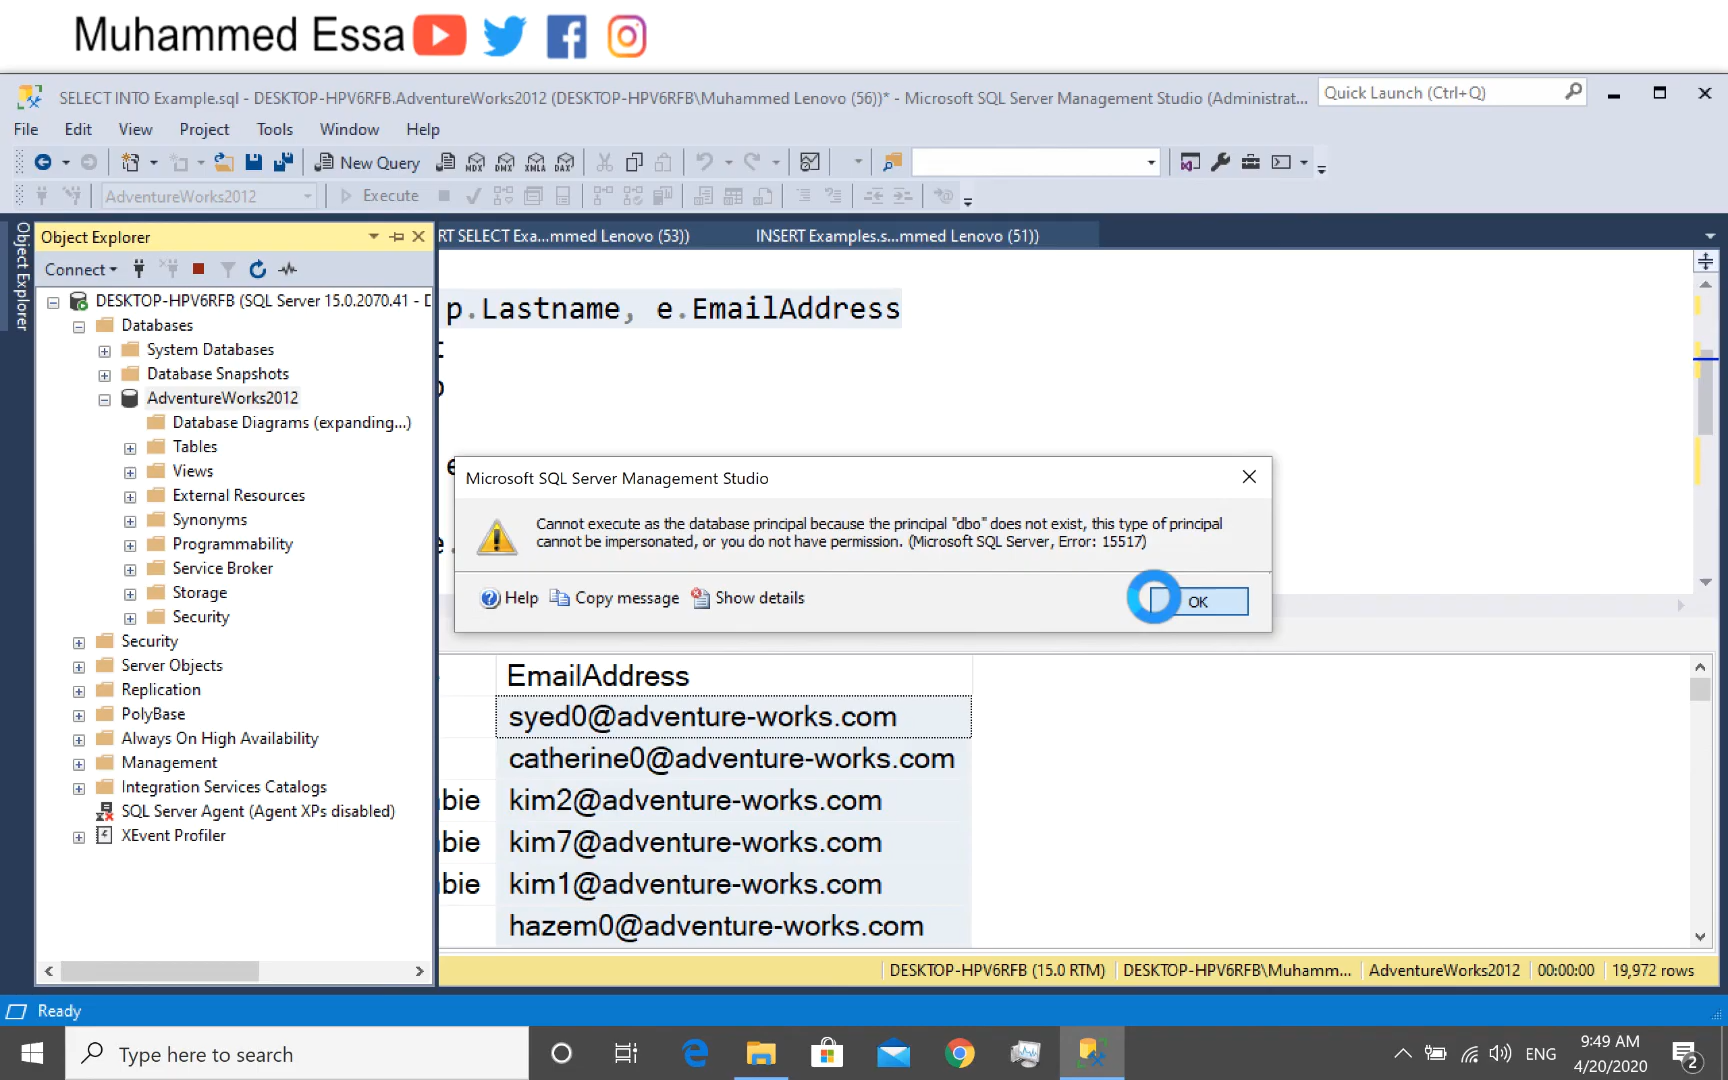 Muhammed Essa
SELECT INTO Example.sql - DESKTOP-HPV6RFB.AdventureWorks2012 (DESKTOP-HPV6RFB\Muhammed Lenovo (56))* - Microsoft SQL Server Management Studio (Administrat...
Quick Launch (Ctrl+Q)
File Edit View Project Tools Window Help
New Query MDX DMX XMLA DAX
AdventureWorks2012 Execute
Object Explorer
Object Explorer
RT SELECT Exa...mmed Lenovo (53))
INSERT Examples.s...mmed Lenovo (51))
Connect
DESKTOP-HPV6RFB (SQL Server 15.0.2070.41 - D
Databases
System Databases
Database Snapshots
AdventureWorks2012
Database Diagrams (expanding...)
Tables
Views
External Resources
Synonyms
Programmability
Service Broker
Storage
Security
Security
Server Objects
Replication
PolyBase
Always On High Availability
Management
Integration Services Catalogs
SQL Server Agent (Agent XPs disabled)
XEvent Profiler
p.Lastname, e.EmailAddress
Microsoft SQL Server Management Studio
Cannot execute as the database principal because the principal "dbo" does not exist, this type of principal
cannot be impersonated, or you do not have permission. (Microsoft SQL Server, Error: 15517)
Help Copy message Show details OK
EmailAddress
syed0@adventure-works.com
catherine0@adventure-works.com
bie kim2@adventure-works.com
bie kim7@adventure-works.com
bie kim1@adventure-works.com
hazem0@adventure-works.com
DESKTOP-HPV6RFB (15.0 RTM) DESKTOP-HPV6RFB\Muhamm... AdventureWorks2012 00:00:00 19,972 rows
Ready
Type here to search
ENG
9:49 AM
4/20/2020
2